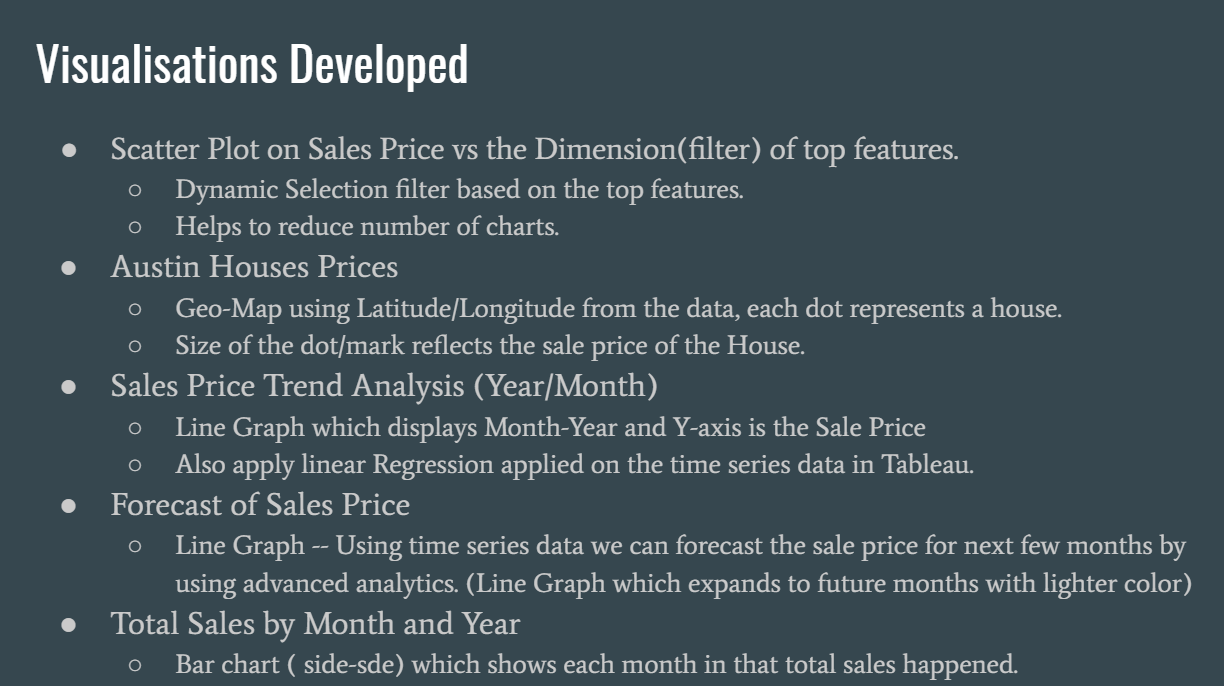 Visualisations Developed
● Scatter Plot on Sales Price vs the Dimension(filter) of top features.
○ Dynamic Selection filter based on the top features.
○ Helps to reduce number of charts.
● Austin Houses Prices
○ Geo-Map using Latitude/Longitude from the data, each dot represents a house.
○ Size of the dot/mark reflects the sale price of the House.
● Sales Price Trend Analysis (Year/Month)
○ Line Graph which displays Month-Year and Y-axis is the Sale Price
○ Also apply linear Regression applied on the time series data in Tableau.
● Forecast of Sales Price
○ Line Graph -- Using time series data we can forecast the sale price for next few months by
using advanced analytics. (Line Graph which expands to future months with lighter color)
● Total Sales by Month and Year
○ Bar chart ( side-sde) which shows each month in that total sales happened.